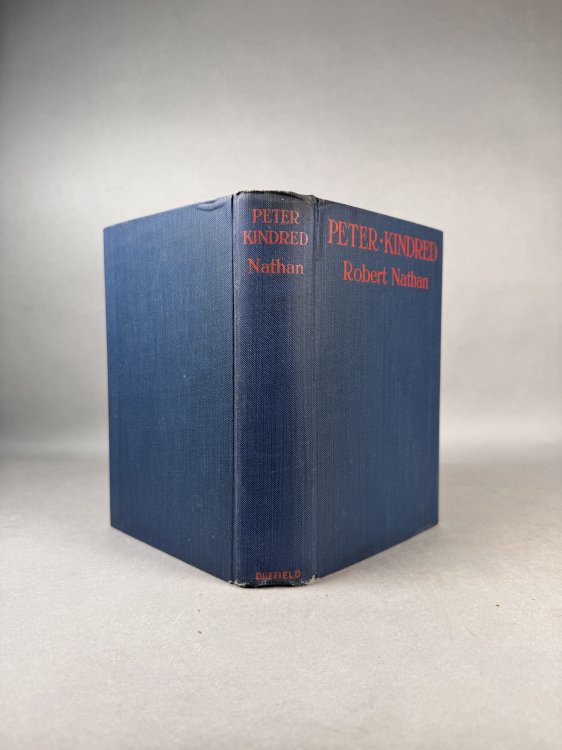 PETER
KINDRED
Nathan
DUFFIELD
PETER·KINDRED
Robert Nathan